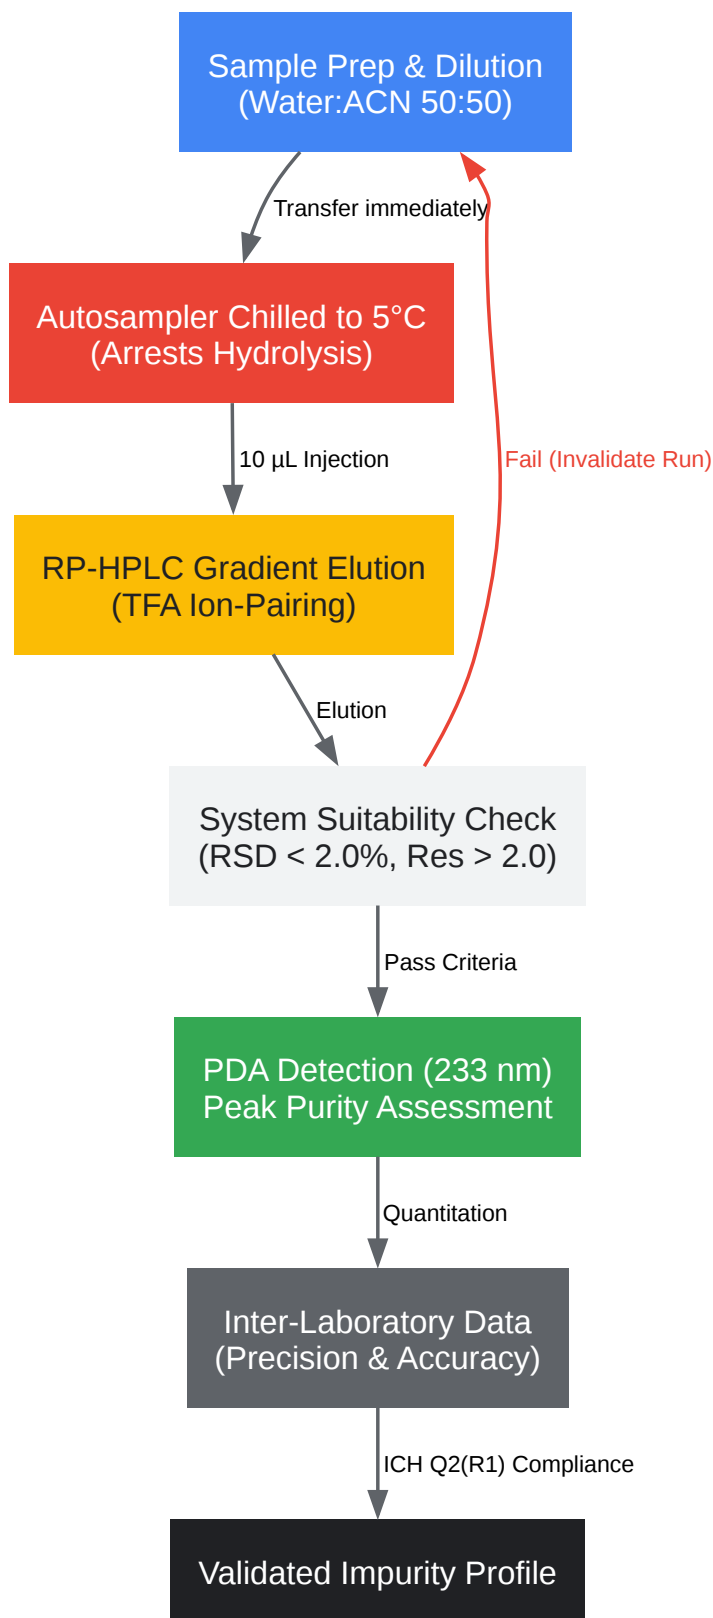 Sample Prep & Dilution
(Water:ACN 50:50)
Transfer immediately
Autosampler Chilled to 5°C
(Arrests Hydrolysis)
10 µL Injection
Fail (Invalidate Run)
RP-HPLC Gradient Elution
(TFA Ion-Pairing)
Elution
System Suitability Check
(RSD < 2.0%, Res > 2.0)
Pass Criteria
PDA Detection (233 nm)
Peak Purity Assessment
Quantitation
Inter-Laboratory Data
(Precision & Accuracy)
ICH Q2(R1) Compliance
Validated Impurity Profile